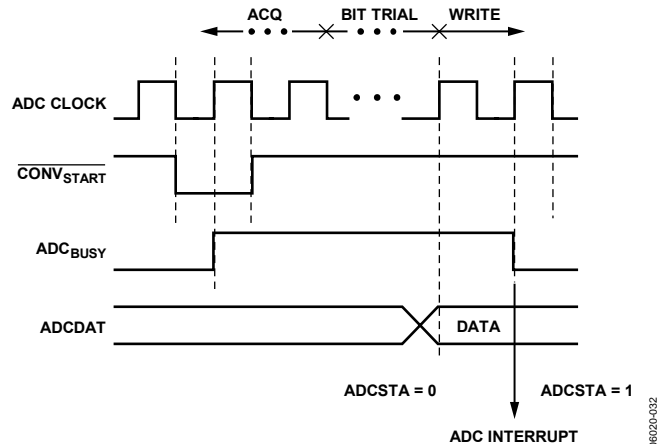 ACQ BIT TRIAL WRITE
ADC CLOCK
CONVSTART
ADCBUSY
ADCDAT
DATA
ADCSTA = 0 ADCSTA = 1
ADC INTERRUPT
06020-032